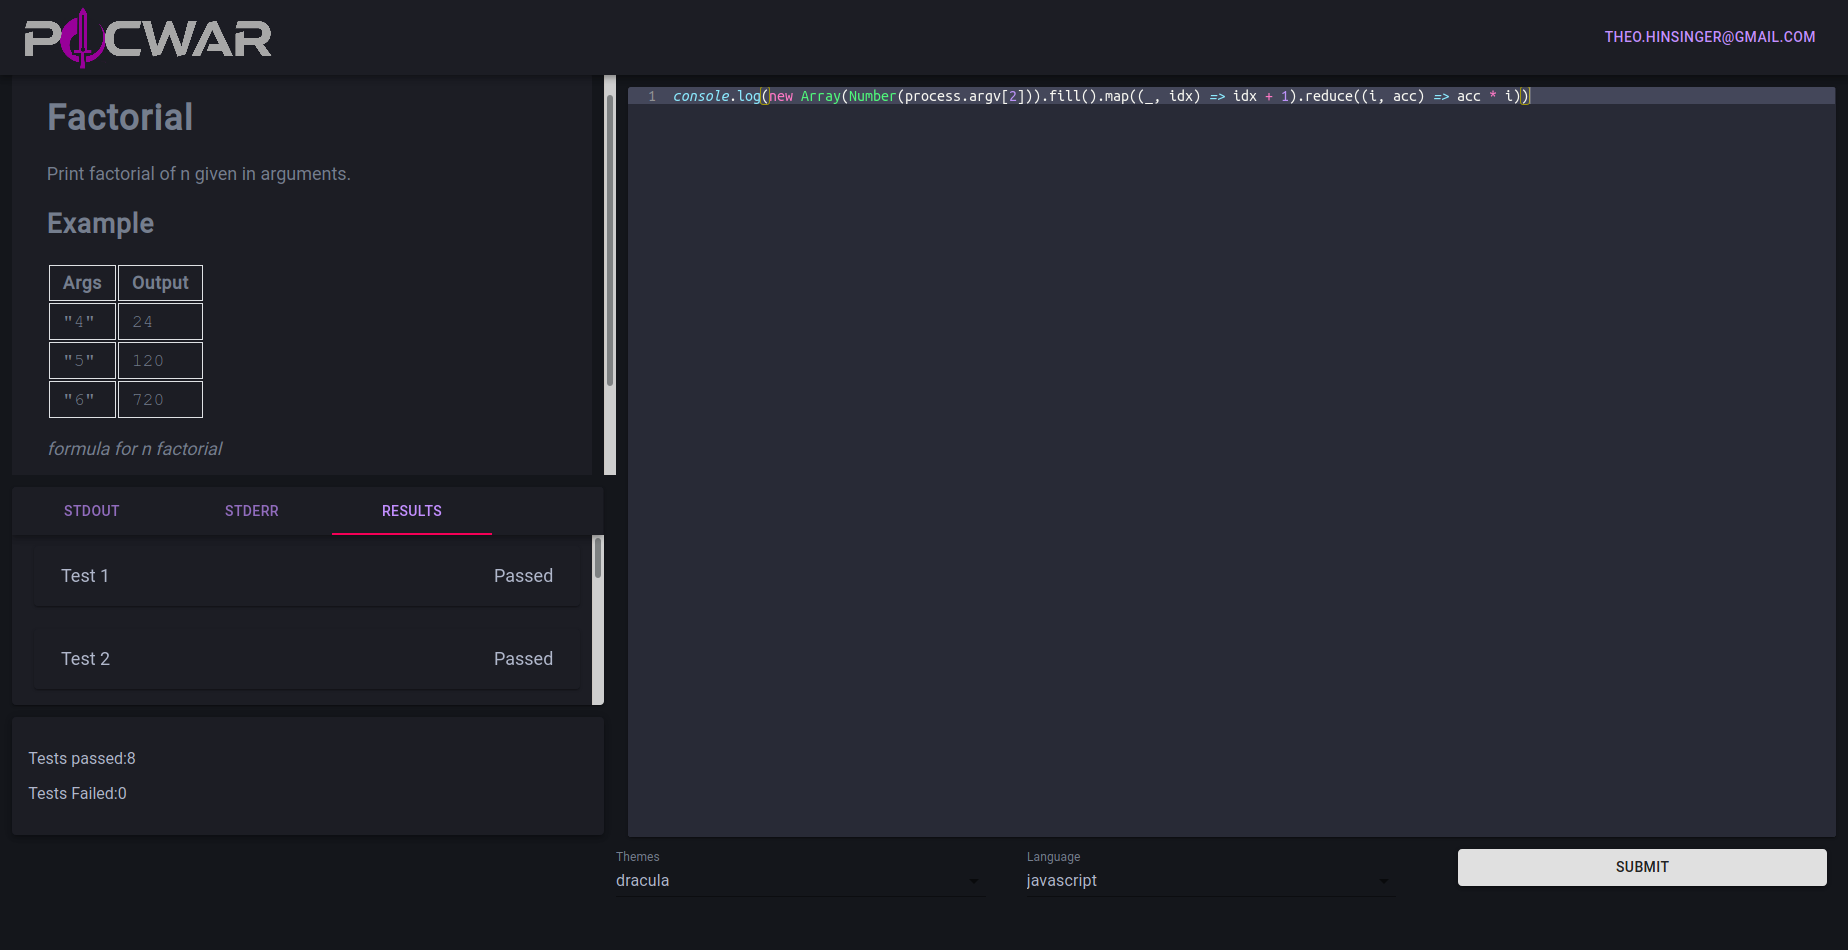 POCWAR
THEO.HINSINGER@GMAIL.COM
Factorial
Print factorial of n given in arguments.
Example
Args Output
"4" 24
"5" 120
"6" 720
formula for n factorial
STDOUT STDERR RESULTS
Test 1 Passed
Test 2 Passed
Tests passed:8
Tests Failed:0
1 console.log(new Array(Number(process.argv[2])).fill().map((_, idx) => idx + 1).reduce((i, acc) => acc * i))
Themes
dracula
Language
javascript
SUBMIT